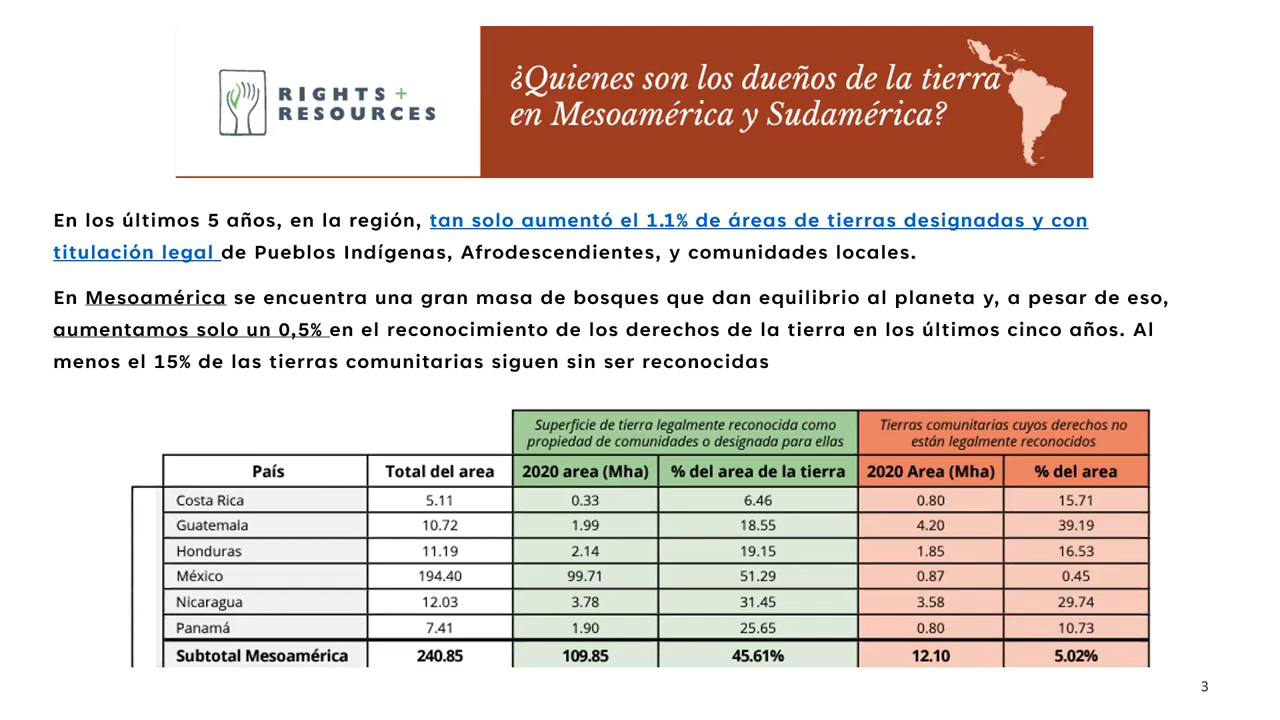 RIGHTS +
RESOURCES
¿Quienes son los dueños de la tierra
en Mesoamérica y Sudamérica?
En los últimos 5 años, en la región, tan solo aumentó el 1.1% de áreas de tierras designadas y con
titulación legal de Pueblos Indígenas, Afrodescendientes, y comunidades locales.
En Mesoamérica se encuentra una gran masa de bosques que dan equilibrio al planeta y, a pesar de eso,
aumentamos solo un 0,5% en el reconocimiento de los derechos de la tierra en los últimos cinco años. Al
menos el 15% de las tierras comunitarias siguen sin ser reconocidas
Superficie de tierra legalmente reconocida como
propiedad de comunidades o designada para ellas
Tierras comunitarias cuyos derechos no
están legalmente reconocidos
País Total del area 2020 area (Mha) % del area de la tierra 2020 Area (Mha) % del area
Costa Rica 5.11 0.33 6.46 0.80 15.71
Guatemala 10.72 1.99 18.55 4.20 39.19
Honduras 11.19 2.14 19.15 1.85 16.53
México 194.40 99.71 51.29 0.87 0.45
Nicaragua 12.03 3.78 31.45 3.58 29.74
Panamá 7.41 1.90 25.65 0.80 10.73
Subtotal Mesoamérica 240.85 109.85 45.61% 12.10 5.02%
3